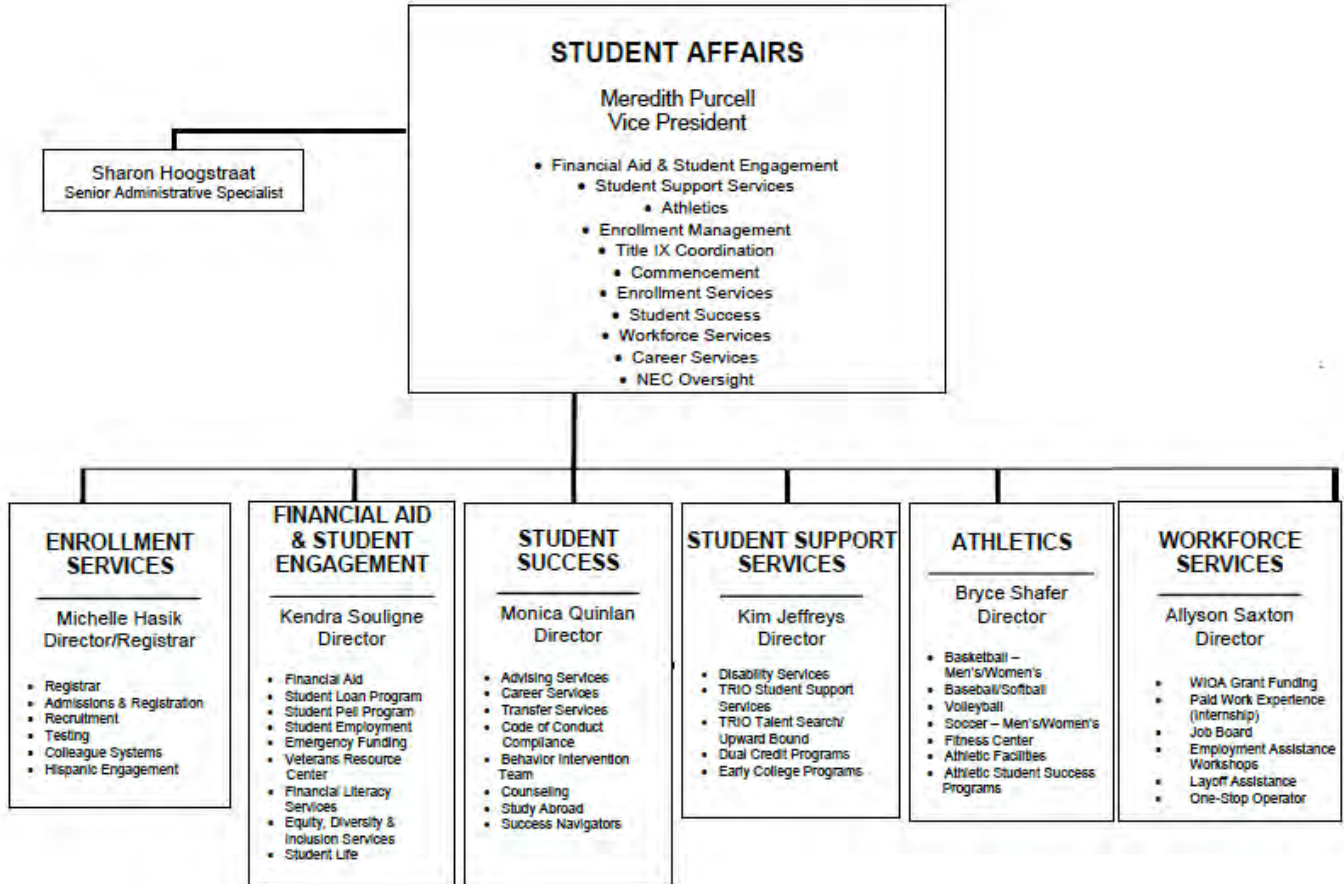 STUDENT AFFAIRS
Meredith Purcell
Vice President
• Financial Aid & Student Engagement
• Student Support Services
• Athletics
• Enrollment Management
• Title IX Coordination
• Commencement
• Enrollment Services
• Student Success
• Workforce Services
• Career Services
• NEC Oversight
Sharon Hoogstraat
Senior Administrative Specialist
ENROLLMENT
SERVICES
Michelle Hasik
Director/Registrar
• Registrar
• Admissions & Registration
• Recruitment
• Testing
• Colleague Systems
• Hispanic Engagement
FINANCIAL AID
& STUDENT
ENGAGEMENT
Kendra Souligne
Director
• Financial Aid
• Student Loan Program
• Student Pell Program
• Student Employment
• Emergency Funding
• Veterans Resource
Center
• Financial Literacy
Services
• Equity, Diversity &
Inclusion Services
• Student Life
STUDENT
SUCCESS
Monica Quinlan
Director
• Advising Services
• Career Services
• Transfer Services
• Code of Conduct
Compliance
• Behavior Intervention
Team
• Counseling
• Study Abroad
• Success Navigators
STUDENT SUPPORT
SERVICES
Kim Jeffreys
Director
• Disability Services
• TRIO Student Support
Services
• TRIO Talent Search/
Upward Bound
• Dual Credit Programs
• Early College Programs
ATHLETICS
Bryce Shafer
Director
• Basketball –
Men's/Women's
• Baseball/Softball
• Volleyball
• Soccer – Men's/Women's
• Fitness Center
• Athletic Facilities
• Athletic Student Success
Programs
WORKFORCE
SERVICES
Allyson Saxton
Director
• WIOA Grant Funding
• Paid Work Experience
(Internship)
• Job Board
• Employment Assistance
Workshops
• Layoff Assistance
• One-Stop Operator